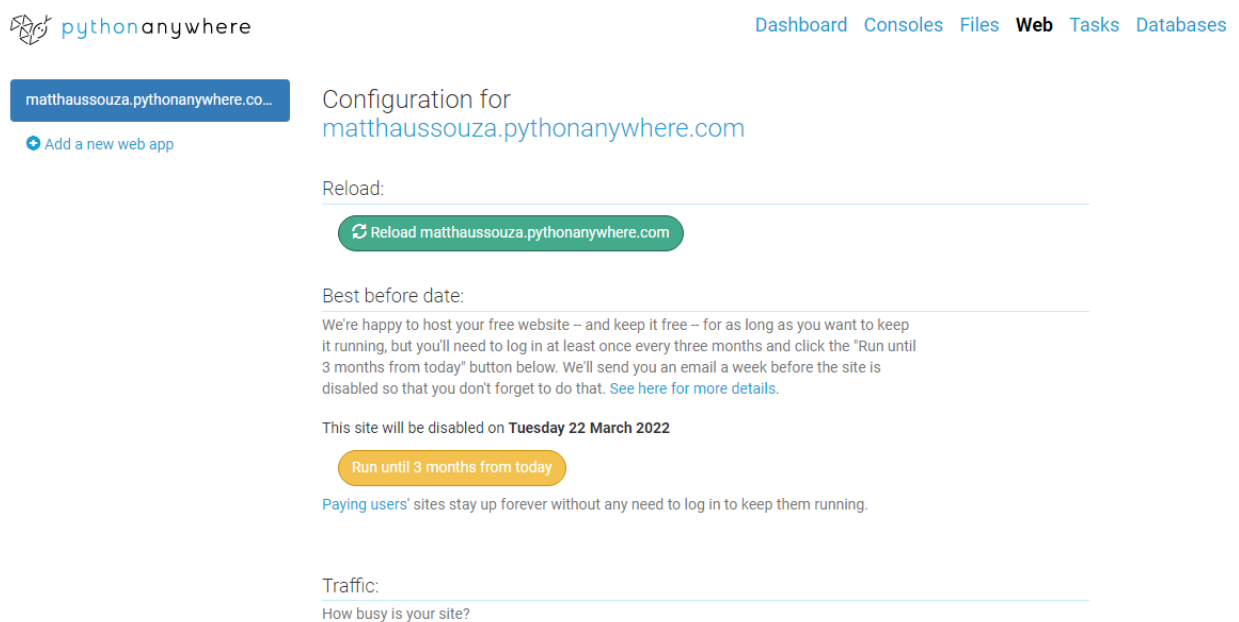 pythonanywhere
Dashboard Consoles Files Web Tasks Databases
matthaussouza.pythonanywhere.co...
Add a new web app
Configuration for
matthaussouza.pythonanywhere.com
Reload:
Reload matthaussouza.pythonanywhere.com
Best before date:
We're happy to host your free website -- and keep it free -- for as long as you want to keep
it running, but you'll need to log in at least once every three months and click the "Run until
3 months from today" button below. We'll send you an email a week before the site is
disabled so that you don't forget to do that. See here for more details.
This site will be disabled on Tuesday 22 March 2022
Run until 3 months from today
Paying users' sites stay up forever without any need to log in to keep them running.
Traffic:
How busy is your site?